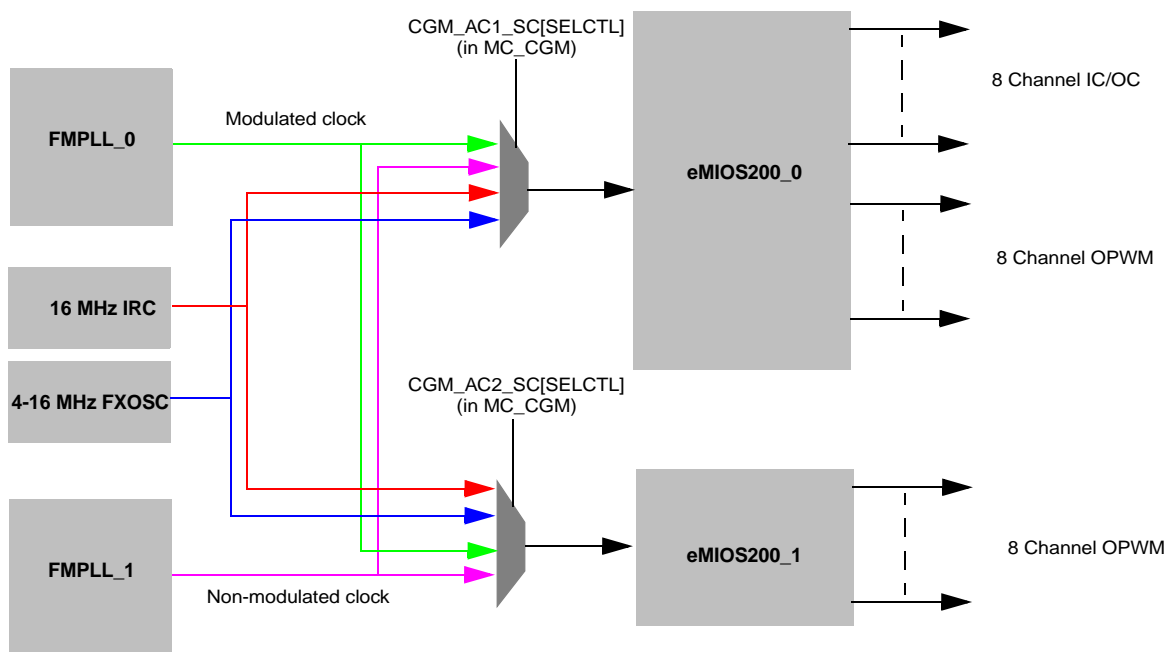 CGM_AC1_SC[SELCTL]
(in MC_CGM)
FMPLL_0
Modulated clock
eMIOS200_0
8 Channel IC/OC
8 Channel OPWM
16 MHz IRC
4-16 MHz FXOSC
CGM_AC2_SC[SELCTL]
(in MC_CGM)
FMPLL_1
Non-modulated clock
eMIOS200_1
8 Channel OPWM